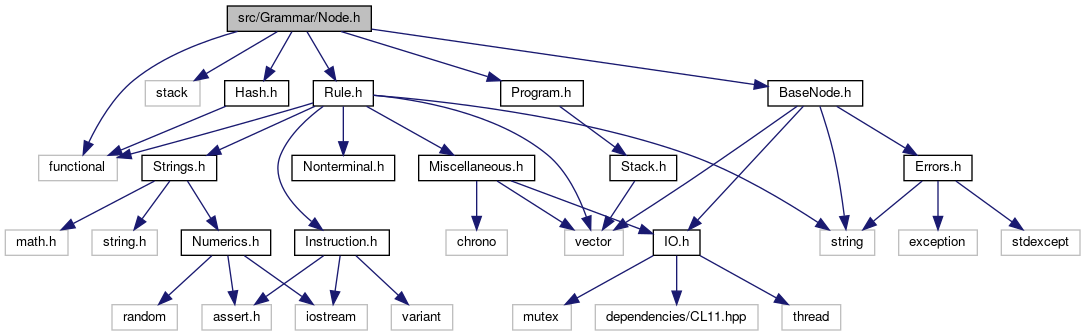 src/Grammar/Node.h
stack
Hash.h
Rule.h
Program.h
BaseNode.h
functional
Strings.h
Nonterminal.h
Miscellaneous.h
Stack.h
Errors.h
math.h
string.h
Numerics.h
Instruction.h
chrono
vector
IO.h
string
exception
stdexcept
random
assert.h
iostream
variant
mutex
dependencies/CL11.hpp
thread